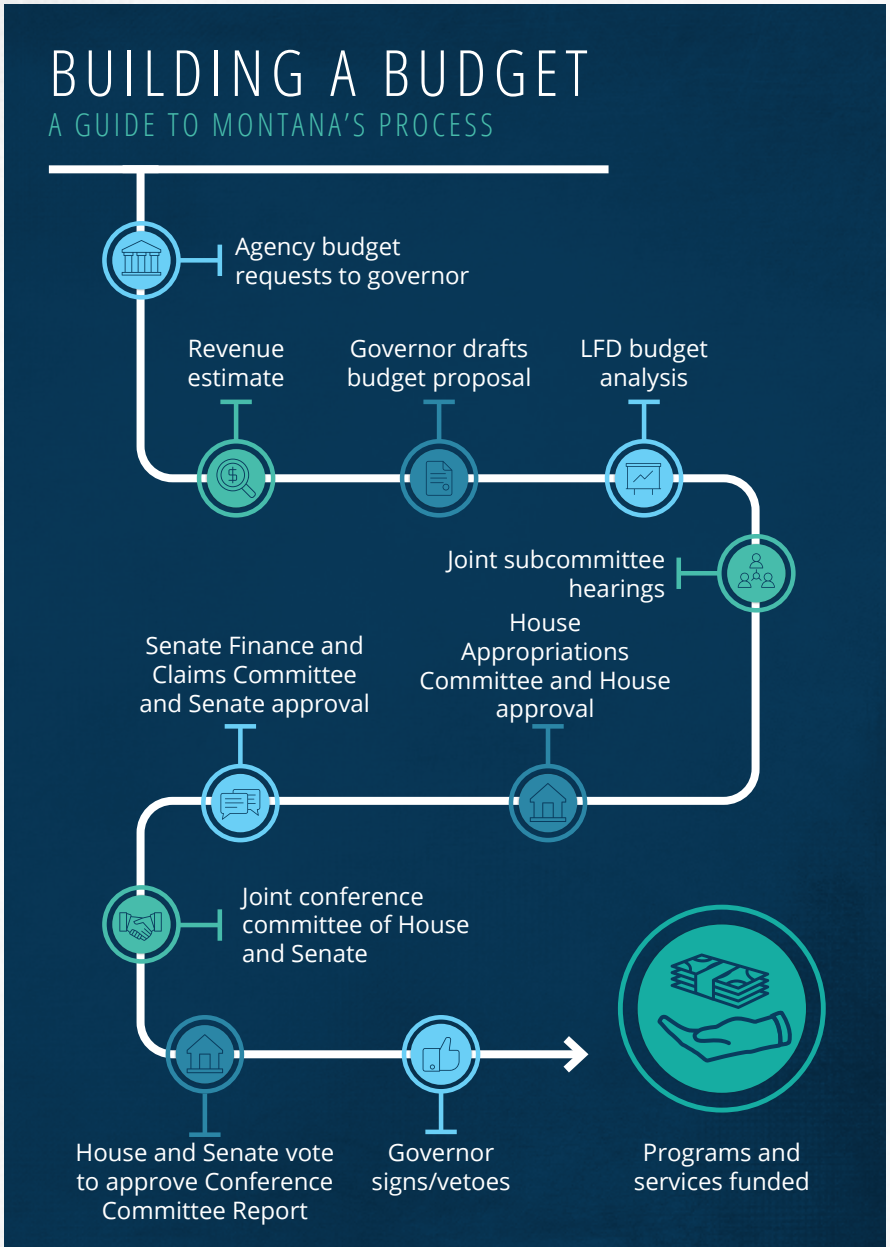 BUILDING A BUDGET
A GUIDE TO MONTANA'S PROCESS
Agency budget
requests to governor
Revenue
estimate
Governor drafts
budget proposal
LFD budget
analysis
Joint subcommittee
hearings
House
Appropriations
Committee and House
approval
Senate Finance and
Claims Committee
and Senate approval
Joint conference
committee of House
and Senate
House and Senate vote
to approve Conference
Committee Report
Governor
signs/vetoes
Programs and
services funded
$